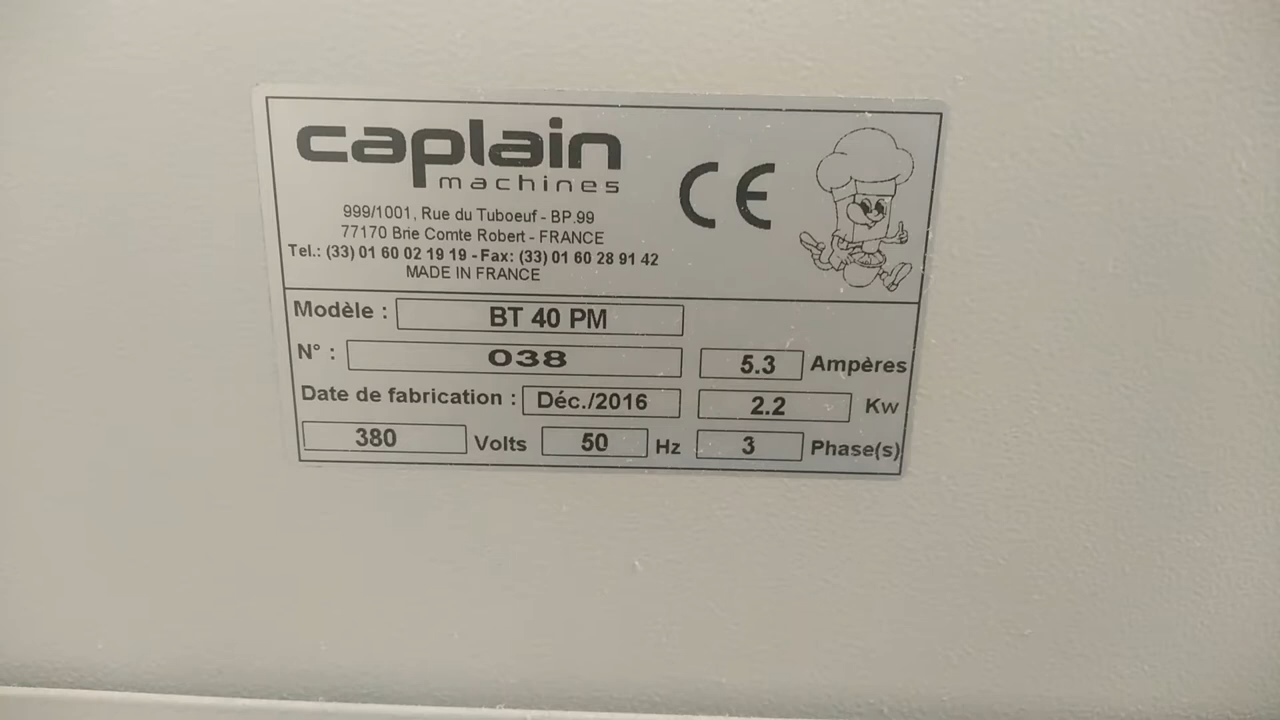 caplain
machines
CE
999/1001, Rue du Tuboeuf - BP.99
77170 Brie Comte Robert - FRANCE
Tel.: (33) 01 60 02 19 19 - Fax: (33) 01 60 28 91 42
MADE IN FRANCE
Modèle : BT 40 PM
N° : 038 5.3 Ampères
Date de fabrication : Déc./2016 2.2 Kw
380 Volts 50 Hz 3 Phase(s)